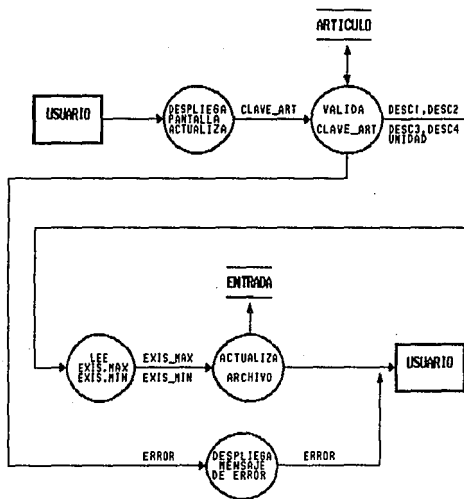 ARTICULO
USUARIO
DESPLIEGA
PANTALLA
ACTUALIZA
CLAVE_ART
VALIDA
CLAVE_ART
DESC1,DESC2
DESC3,DESC4
UNIDAD
ENTRADA
LEE
EXIS.MAX
EXIS.MIN
EXIS_MAX
EXIS_MIN
ACTUALIZA
ARCHIVO
USUARIO
ERROR
DESPLIEGA
MENSAJE
DE ERROR
ERROR